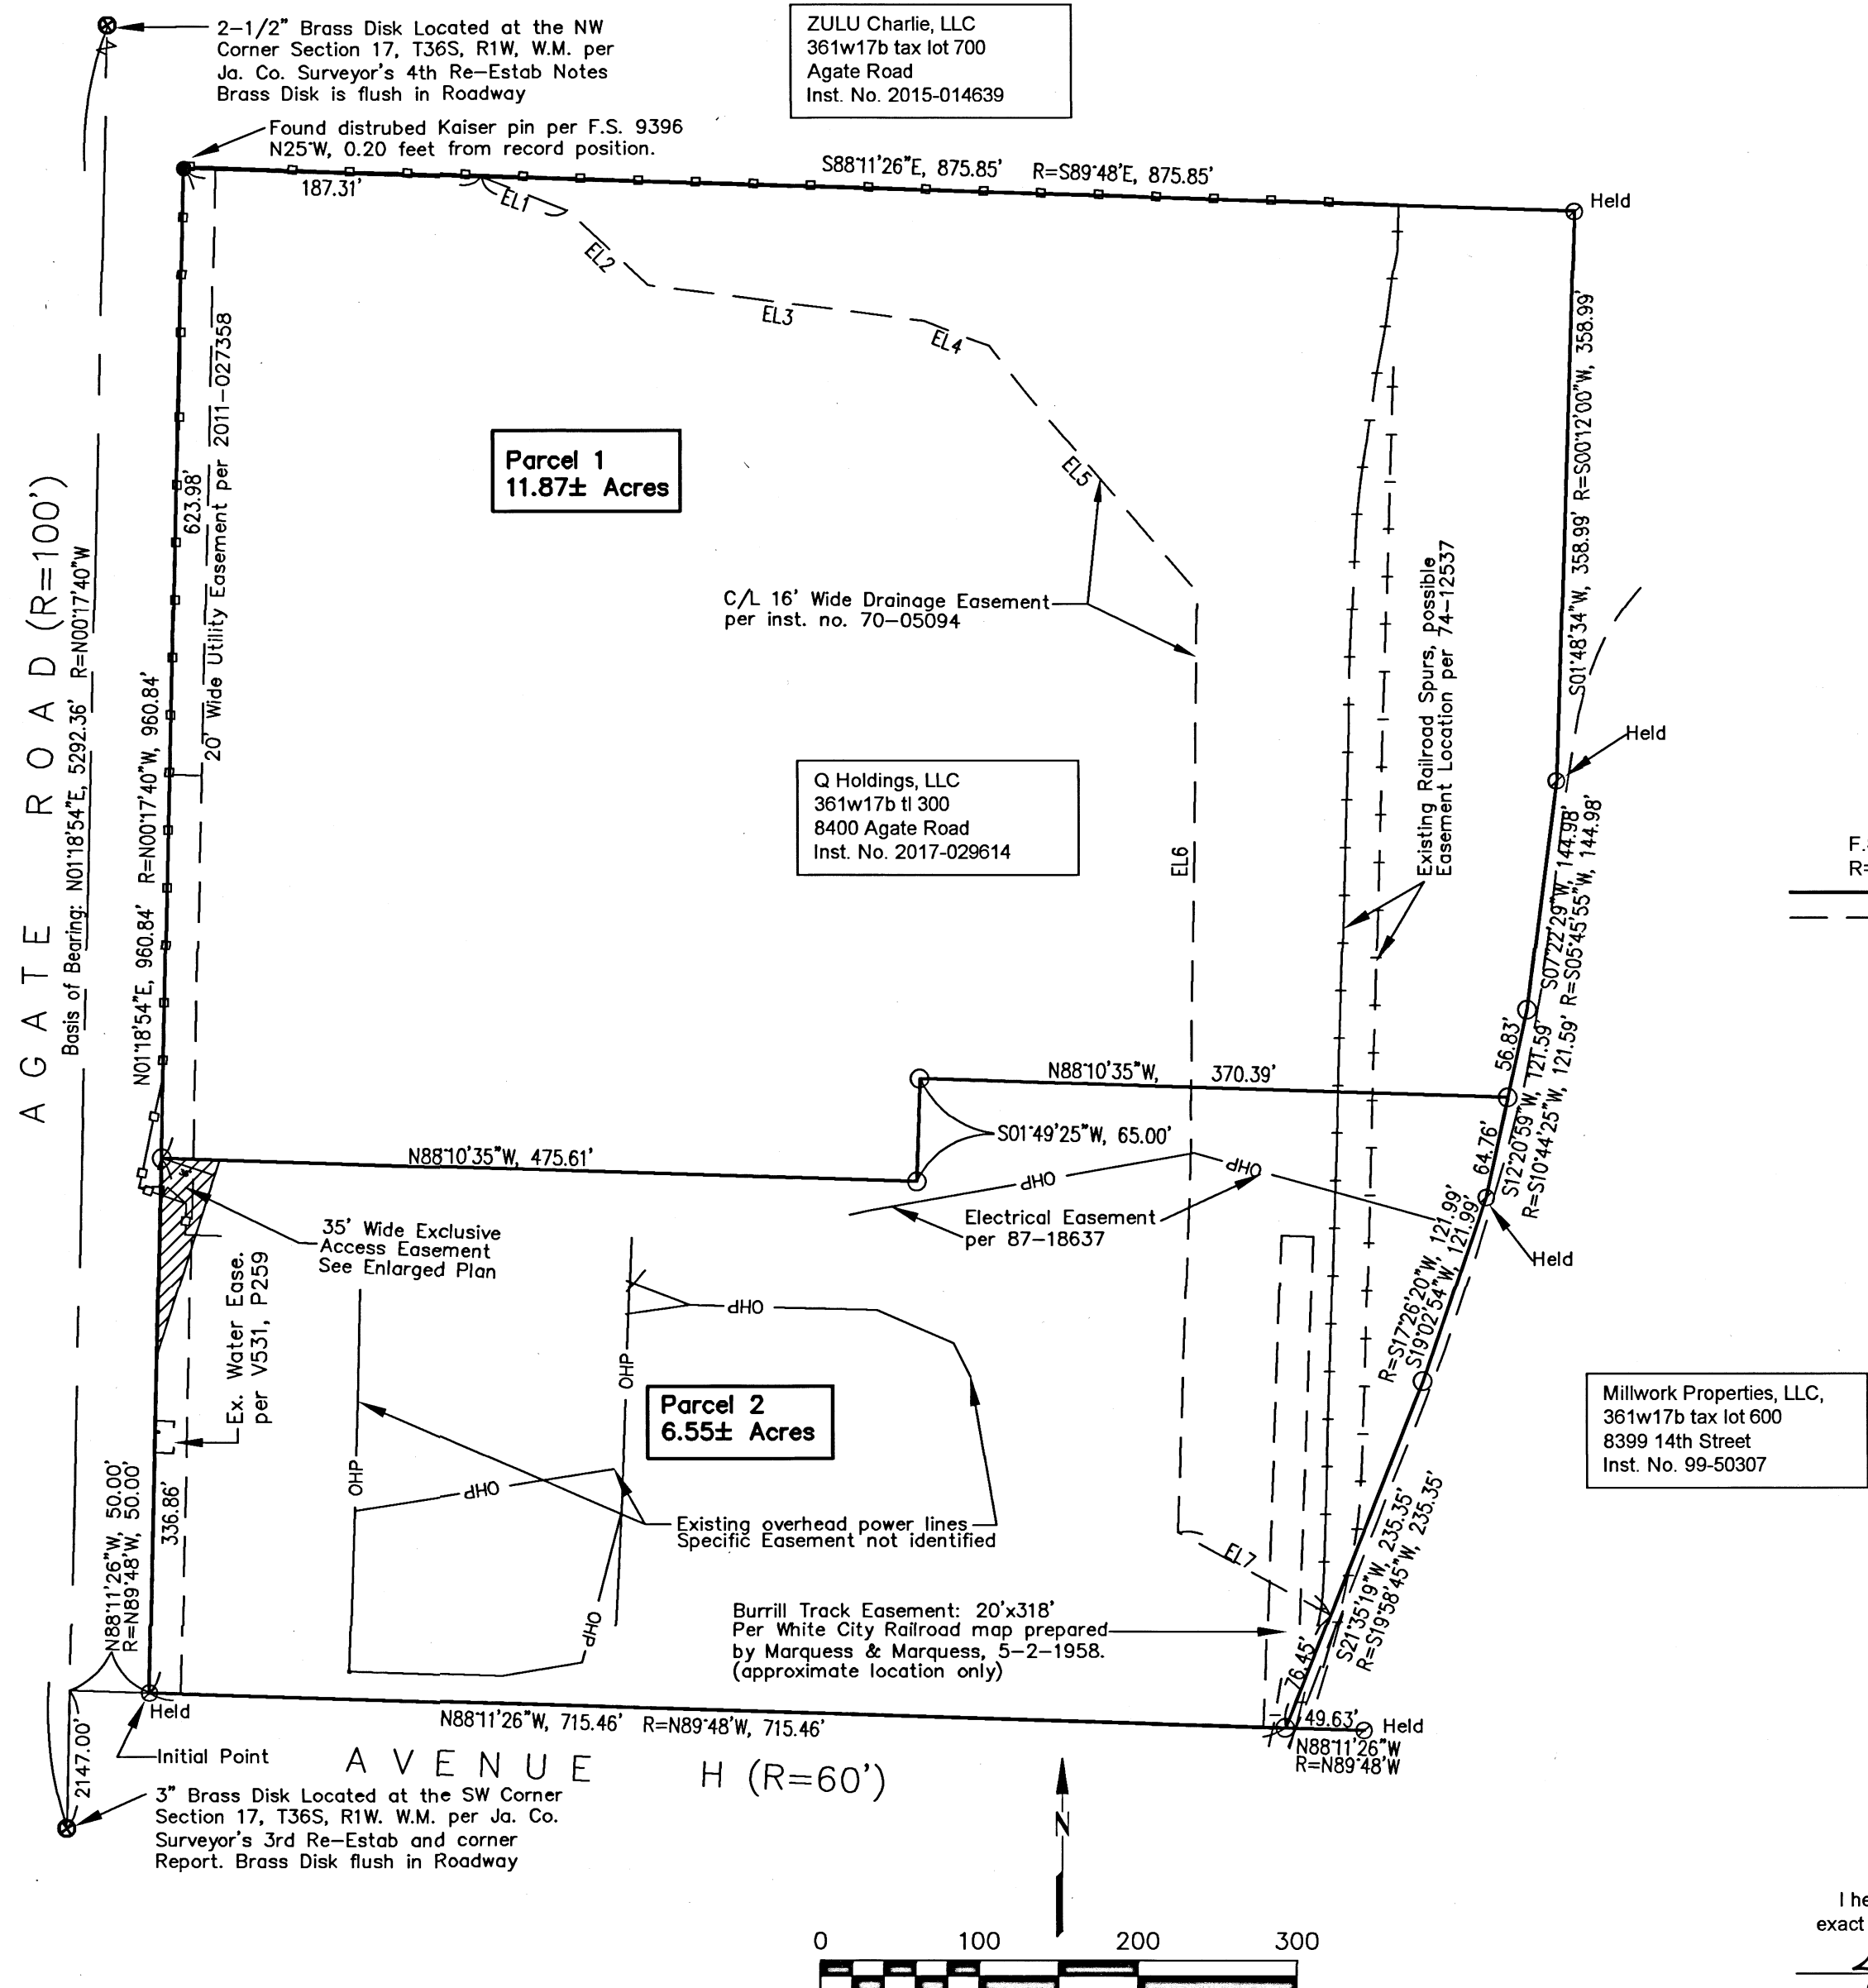 2-1/2" Brass Disk Located at the NW
Corner Section 17, T36S, R1W, W.M. per
Ja. Co. Surveyor's 4th Re-Estab Notes
Brass Disk is flush in Roadway
ZULU Charlie, LLC
361w17b tax lot 700
Agate Road
Inst. No. 2015-014639
Found distrubed Kaiser pin per F.S. 9396
N25°W, 0.20 feet from record position.
S88°11'26"E, 875.85' R=S89°48'E, 875.85'
187.31'
Held
EL1
EL2
EL3
EL4
EL5
20' Wide Utility Easement per 2011-027358
623.98'
S01°48'34"W, 358.99' R=S00°12'00"W, 358.99'
Parcel 1
11.87± Acres
AGATE ROAD (R=100')
Basis of Bearing: N01°18'54"E, 5292.36' R=N00°17'40"W
N01°18'54"E, 960.84' R=N00°17'40"W, 960.84'
C/L 16' Wide Drainage Easement
per inst. no. 70-05094
Existing Railroad Spurs, possible
Easement Location per 74-12537
Held
Q Holdings, LLC
361w17b tl 300
8400 Agate Road
Inst. No. 2017-029614
EL6
S07°22'29"W, 144.98'
R=S05°45'55"W, 144.98'
F.
R=
56.83'
N88°10'35"W, 370.39'
S12°20'59"W, 121.59'
R=S10°44'25"W, 121.59'
64.76'
S01°49'25"W, 65.00'
N88°10'35"W, 475.61'
OHP
OHP
Electrical Easement
per 87-18637
Held
35' Wide Exclusive
Access Easement
See Enlarged Plan
Ex. Water Ease.
per V531, P259
R=S17°26'20"W, 121.99'
S19°02'54"W, 121.99'
OHP
OHP
Parcel 2
6.55± Acres
Millwork Properties, LLC,
361w17b tax lot 600
8399 14th Street
Inst. No. 99-50307
OHP
OHP
Existing overhead power lines
Specific Easement not identified
336.86'
N88°11'26"W, 50.00'
R=N89°48'W, 50.00'
EL7
OHP
Burrill Track Easement: 20'x318'
Per White City Railroad map prepared
by Marquess & Marquess, 5-2-1958.
(approximate location only)
S21°35'19"W, 235.35'
R=S19°58'45"W, 235.35'
76.45'
Held
N88°11'26"W, 715.46' R=N89°48'W, 715.46'
49.63'
Held
N88°11'26"W
R=N89°48'W
Initial Point
2147.00'
AVENUE H (R=60')
3" Brass Disk Located at the SW Corner
Section 17, T36S, R1W. W.M. per Ja. Co.
Surveyor's 3rd Re-Estab and corner
Report. Brass Disk flush in Roadway
N
I he
exact
0 100 200 300